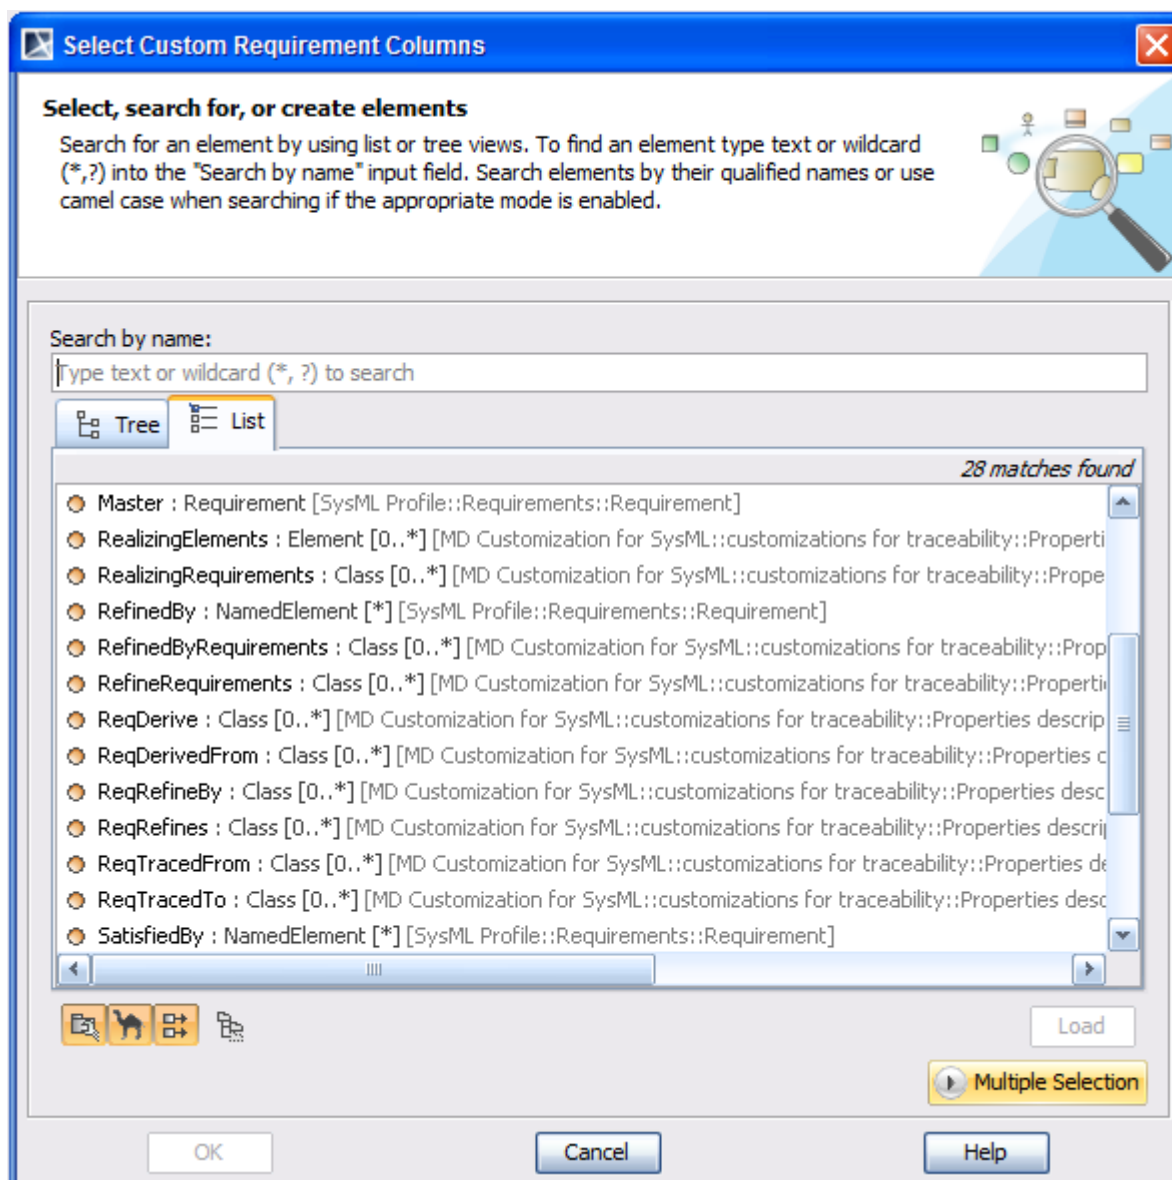 Select Custom Requirement Columns
Select, search for, or create elements
Search for an element by using list or tree views. To find an element type text or wildcard
(*,?) into the "Search by name" input field. Search elements by their qualified names or use
camel case when searching if the appropriate mode is enabled.
Search by name:
Type text or wildcard (*, ?) to search
Tree List
28 matches found
Master : Requirement [SysML Profile::Requirements::Requirement]
RealizingElements : Element [0..*] [MD Customization for SysML::customizations for traceability::Properti
RealizingRequirements : Class [0..*] [MD Customization for SysML::customizations for traceability::Prope
RefinedBy : NamedElement [*] [SysML Profile::Requirements::Requirement]
RefinedByRequirements : Class [0..*] [MD Customization for SysML::customizations for traceability::Prop
RefineRequirements : Class [0..*] [MD Customization for SysML::customizations for traceability::Properti
ReqDerive : Class [0..*] [MD Customization for SysML::customizations for traceability::Properties descrip
ReqDerivedFrom : Class [0..*] [MD Customization for SysML::customizations for traceability::Properties c
ReqRefineBy : Class [0..*] [MD Customization for SysML::customizations for traceability::Properties desc
ReqRefines : Class [0..*] [MD Customization for SysML::customizations for traceability::Properties descrip
ReqTracedFrom : Class [0..*] [MD Customization for SysML::customizations for traceability::Properties de
ReqTracedTo : Class [0..*] [MD Customization for SysML::customizations for traceability::Properties desc
SatisfiedBy : NamedElement [*] [SysML Profile::Requirements::Requirement]
Load
Multiple Selection
OK Cancel Help